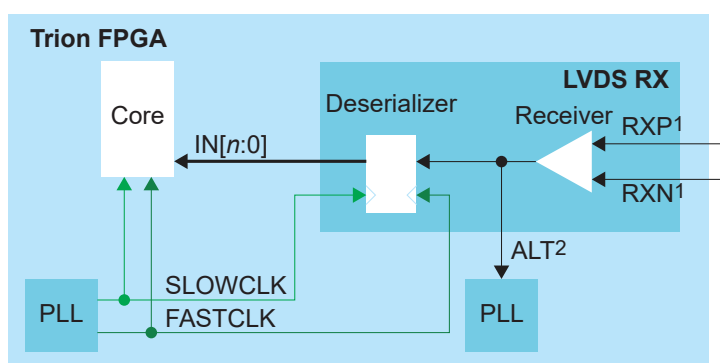 Trion FPGA
LVDS RX
Core
Deserializer
Receiver
RXP1
IN[n:0]
RXN1
ALT2
SLOWCLK
PLL
PLL
FASTCLK